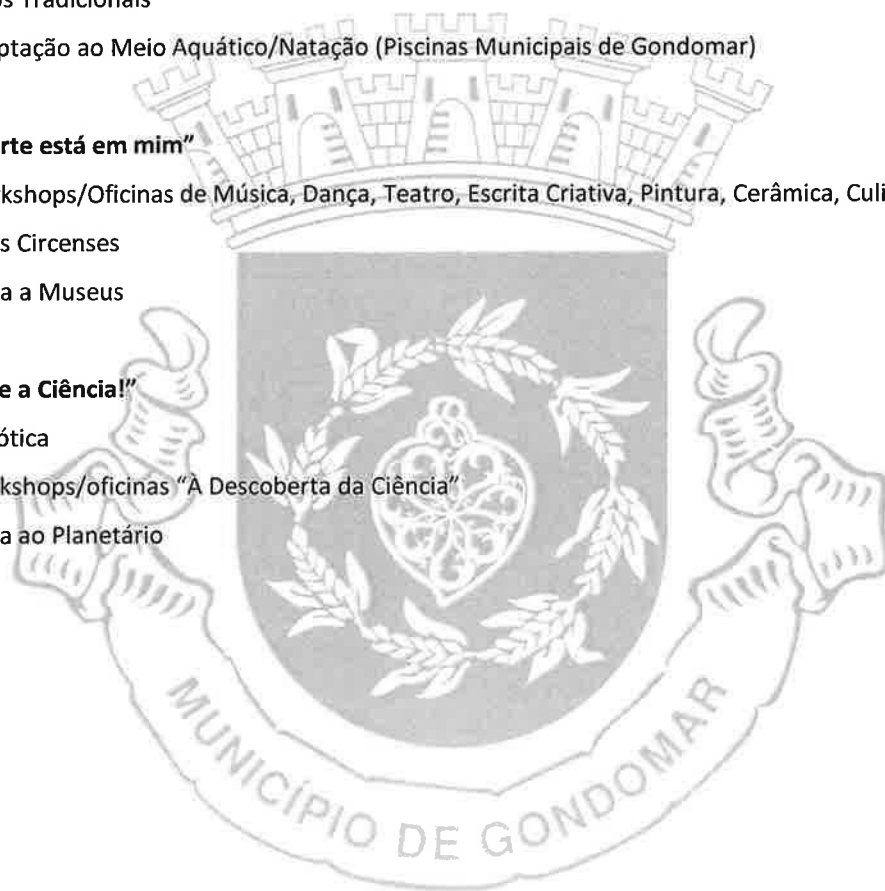 os Tradicionais
ptação ao Meio Aquático/Natação (Piscinas Municipais de Gondomar)
rte está em mim”
kshops/Oficinas de Música, Dança, Teatro, Escrita Criativa, Pintura, Cerâmica, Culi
s Circenses
a a Museus
e a Ciência!”
ótica
kshops/oficinas “À Descoberta da Ciência”
a ao Planetário
MUNICÍPIO DE GONDOMAR